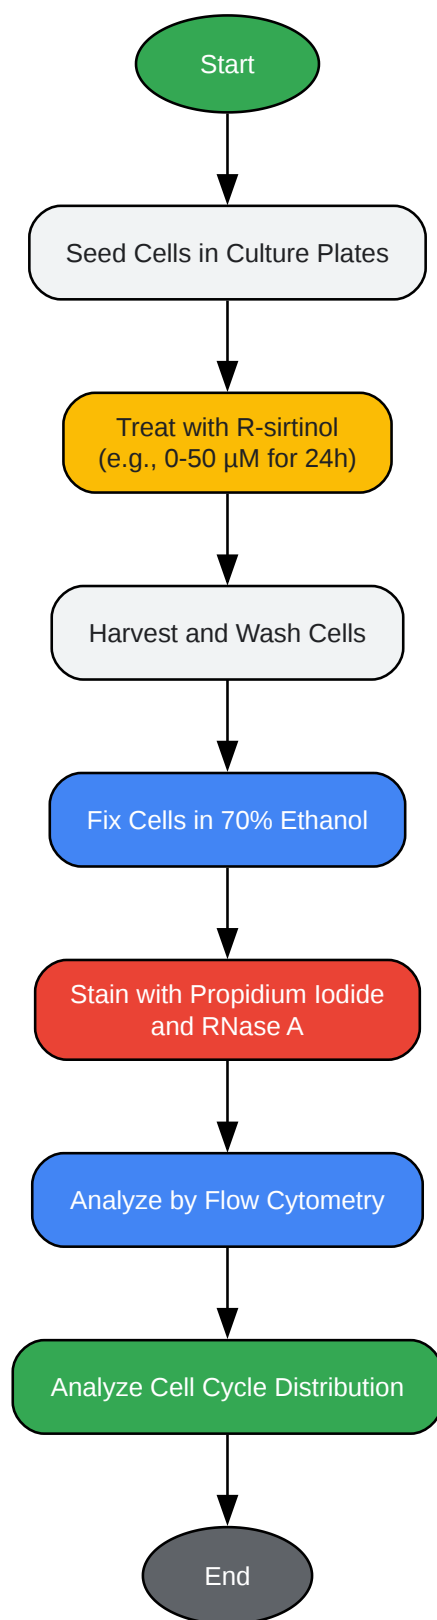 Start
Seed Cells in Culture Plates
Treat with R-sirtinol
(e.g., 0-50 µM for 24h)
Harvest and Wash Cells
Fix Cells in 70% Ethanol
Stain with Propidium Iodide
and RNase A
Analyze by Flow Cytometry
Analyze Cell Cycle Distribution
End